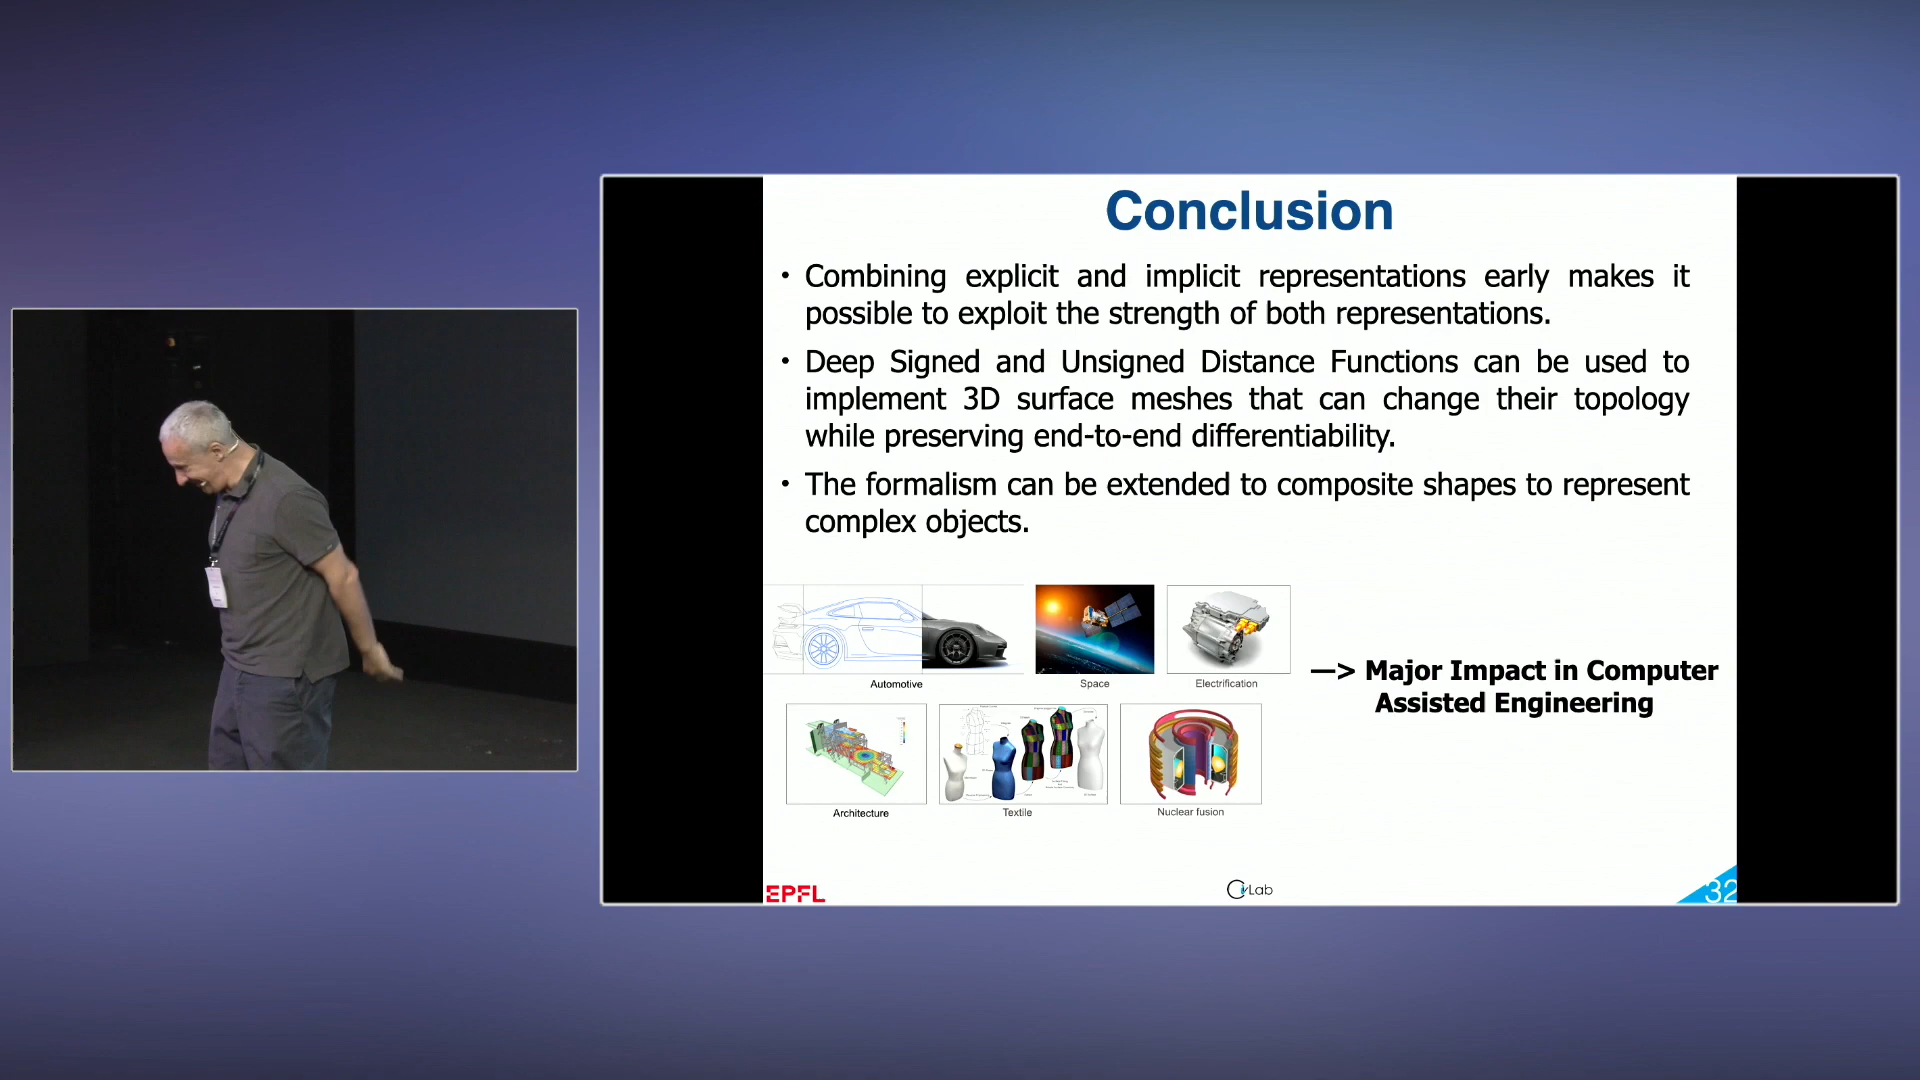 Conclusion
• Combining explicit and implicit representations early makes it
possible to exploit the strength of both representations.
• Deep Signed and Unsigned Distance Functions can be used to
implement 3D surface meshes that can change their topology
while preserving end-to-end differentiability.
• The formalism can be extended to composite shapes to represent
complex objects.
Automotive
Space
Electrification
—> Major Impact in Computer
Assisted Engineering
Architecture
Textile
Nuclear fusion
EPFL
CvLab
32